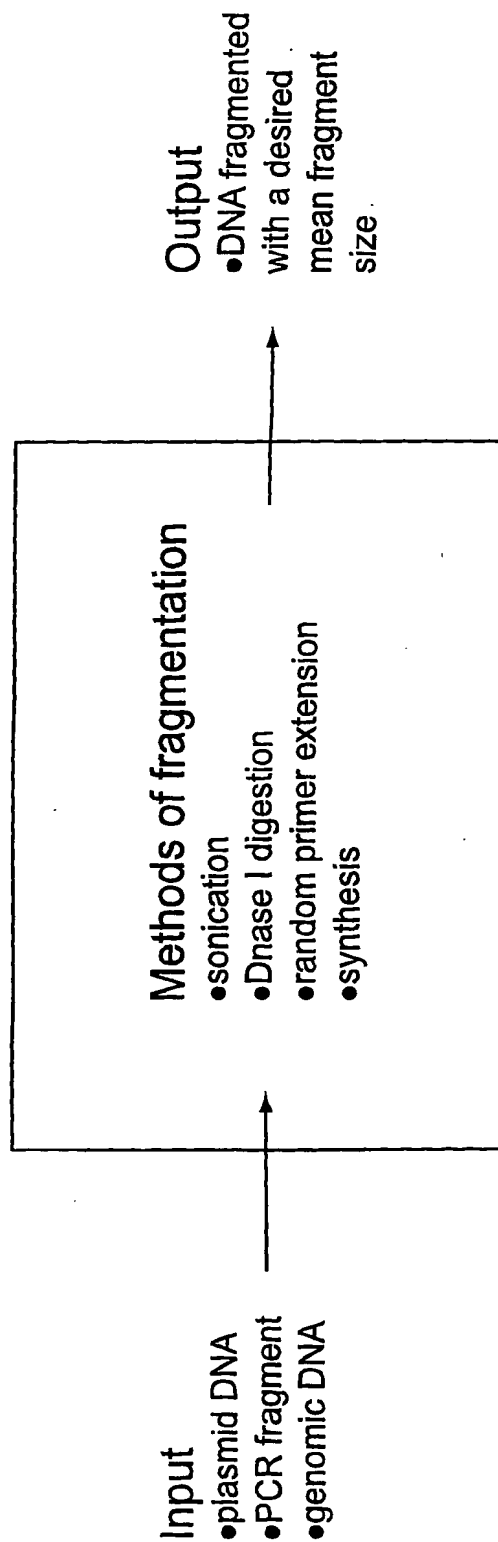 Input
•plasmid DNA
•PCR fragment
•genomic DNA
Methods of fragmentation
•sonication
•Dnase I digestion
•random primer extension
•synthesis
Output
•DNA fragmented
with a desired
mean fragment
size